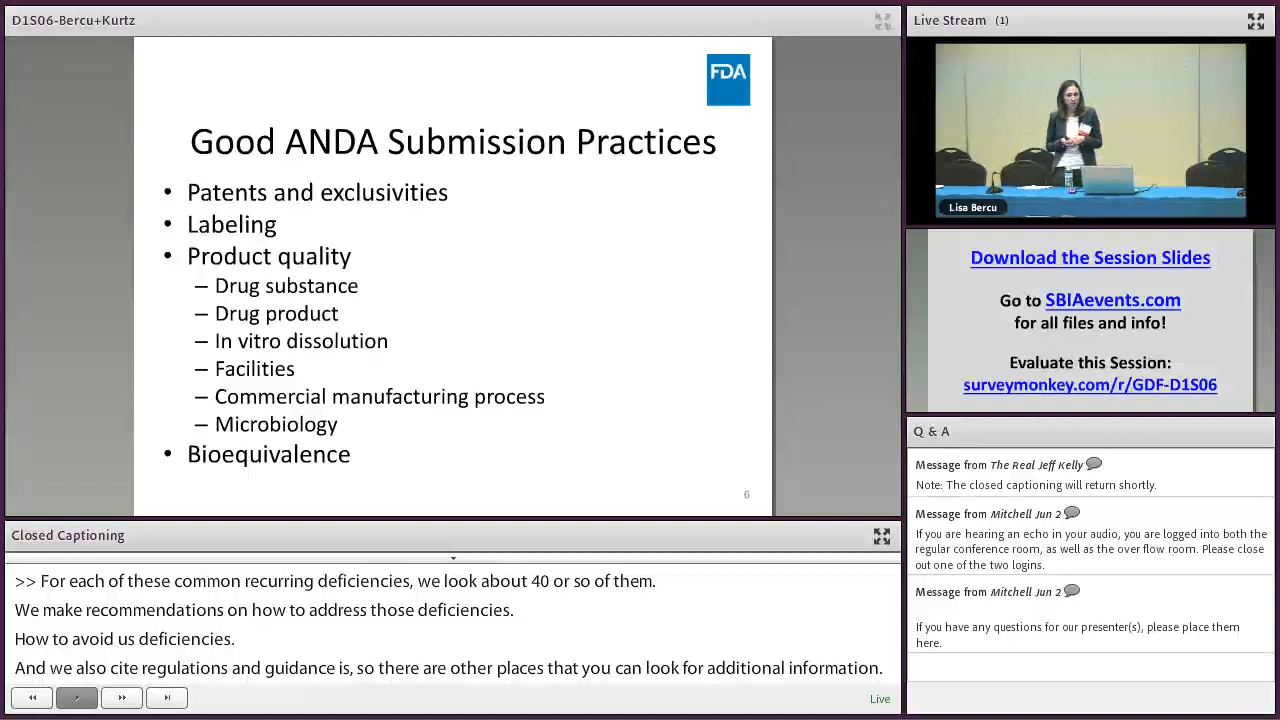 D1S06-Bercu+Kurtz
FDA
Good ANDA Submission Practices
• Patents and exclusivities
• Labeling
• Product quality
– Drug substance
– Drug product
– In vitro dissolution
– Facilities
– Commercial manufacturing process
– Microbiology
• Bioequivalence
6
Closed Captioning
>> For each of these common recurring deficiencies, we look about 40 or so of them.
We make recommendations on how to address those deficiencies.
How to avoid us deficiencies.
And we also cite regulations and guidance is, so there are other places that you can look for additional information.
Live
Live Stream (1)
Lisa Bercu
Download the Session Slides
Go to SBIAevents.com
for all files and info!
Evaluate this Session:
surveymonkey.com/r/GDF-D1S06
Q & A
Message from The Real Jeff Kelly
Note: The closed captioning will return shortly.
Message from Mitchell Jun 2
If you are hearing an echo in your audio, you are logged into both the
regular conference room, as well as the over flow room. Please close
out one of the two logins.
Message from Mitchell Jun 2
If you have any questions for our presenter(s), please place them
here.